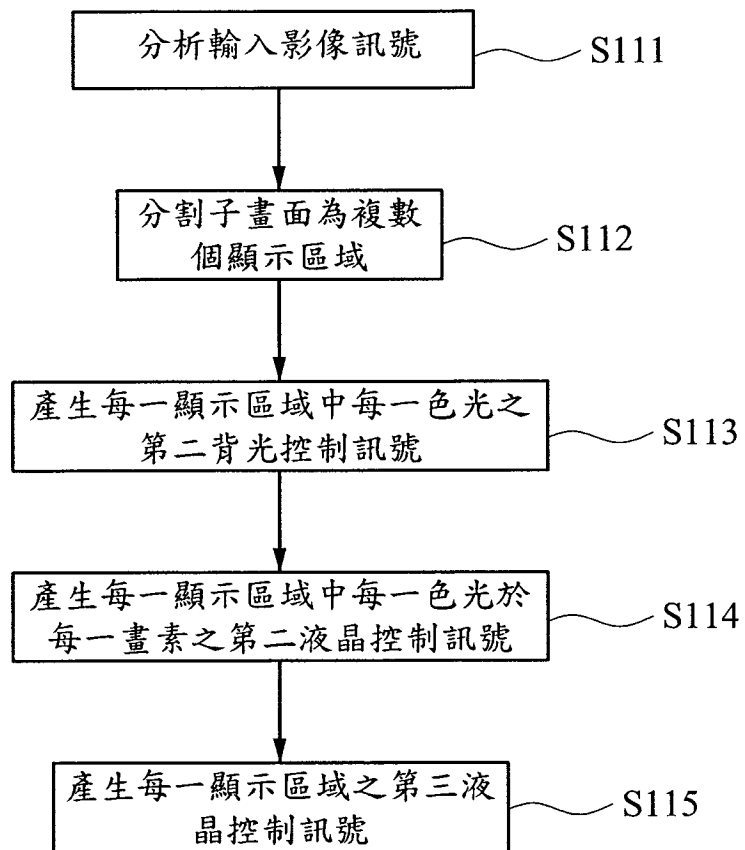 分析輸入影像訊號
S111
分割子畫面為複數
個顯示區域
S112
產生每一顯示區域中每一色光之
第二背光控制訊號
S113
產生每一顯示區域中每一色光於
每一畫素之第二液晶控制訊號
S114
產生每一顯示區域之第三液
晶控制訊號
S115